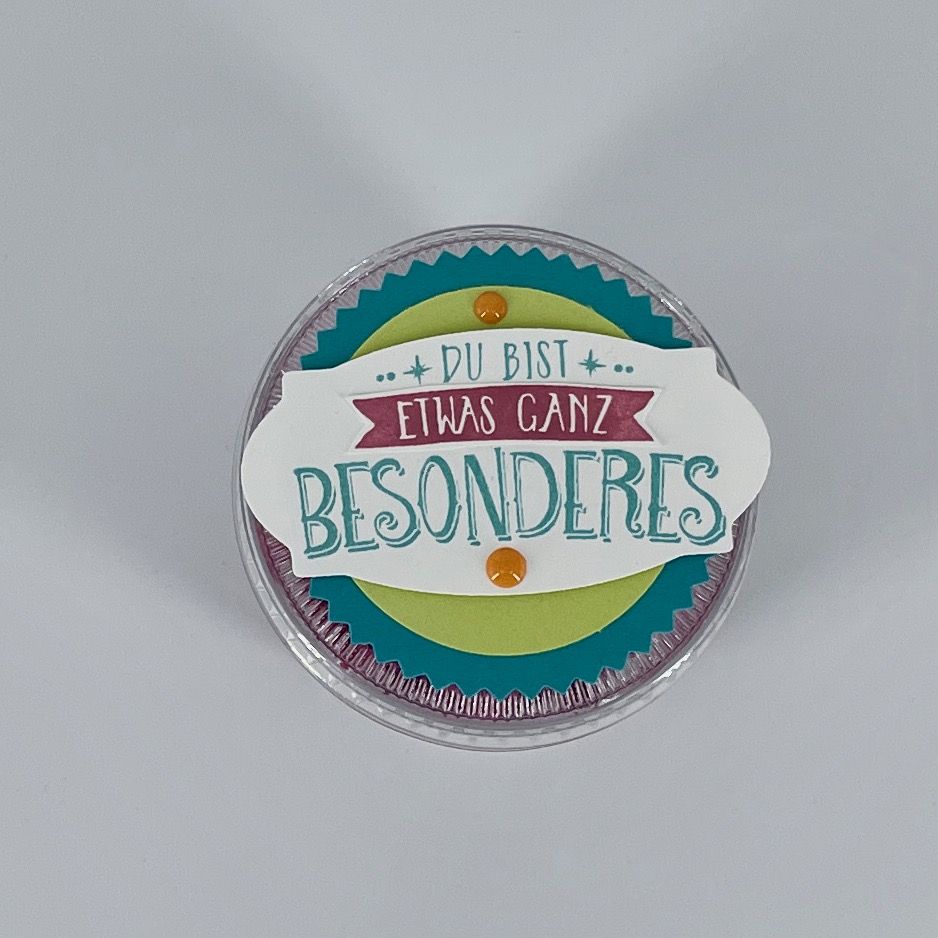 DU BIST
ETWAS GANZ
BESONDERES